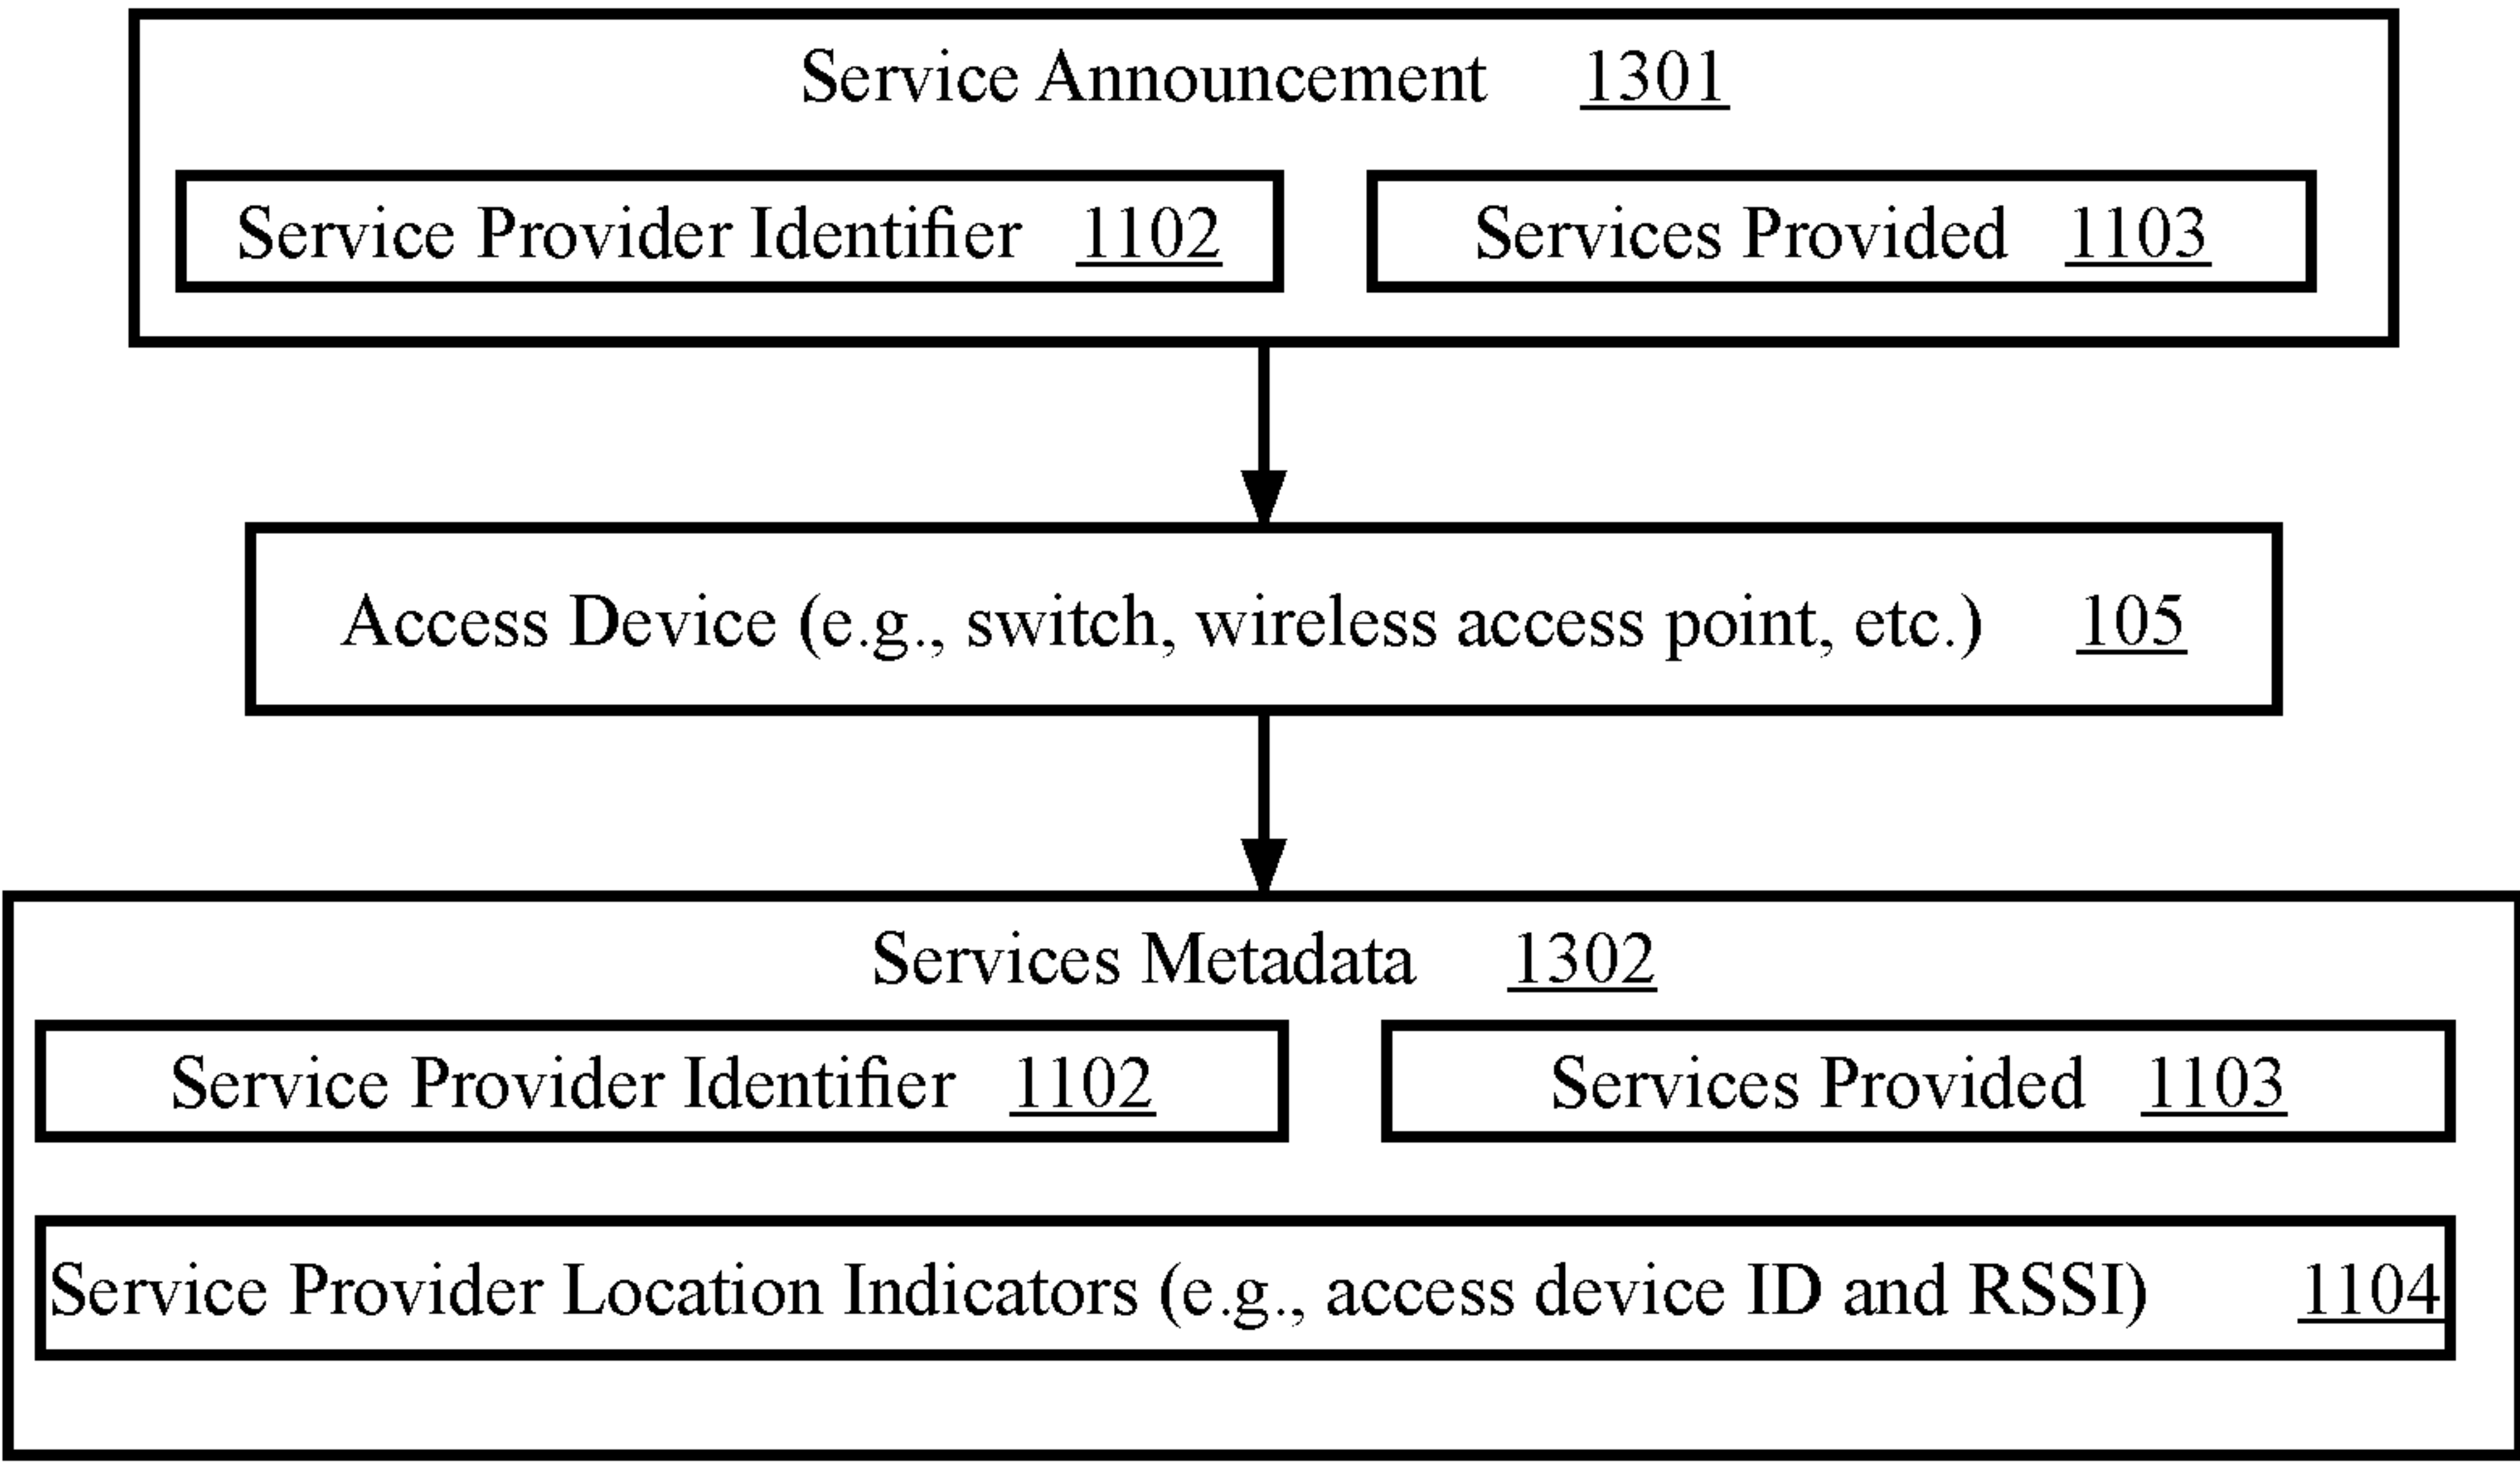 Service Announcement 1301
Service Provider Identifier 1102 Services Provided 1103
Access Device (e.g., switch, wireless access point, etc.) 105
Services Metadata 1302
Service Provider Identifier 1102 Services Provided 1103
Service Provider Location Indicators (e.g., access device ID and RSSI) 1104